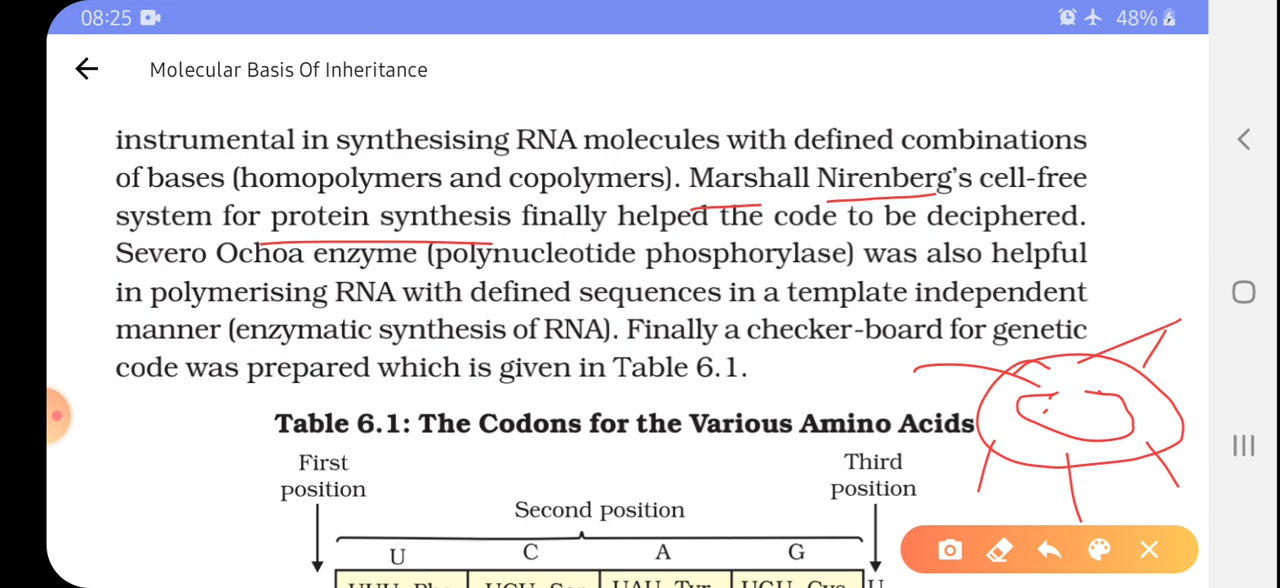 08:25
48%
Molecular Basis Of Inheritance
instrumental in synthesising RNA molecules with defined combinations
of bases (homopolymers and copolymers). Marshall Nirenberg's cell-free
system for protein synthesis finally helped the code to be deciphered.
Severo Ochoa enzyme (polynucleotide phosphorylase) was also helpful
in polymerising RNA with defined sequences in a template independent
manner (enzymatic synthesis of RNA). Finally a checker-board for genetic
code was prepared which is given in Table 6.1.
Table 6.1: The Codons for the Various Amino Acids
First
position
Third
position
Second position
U C A G